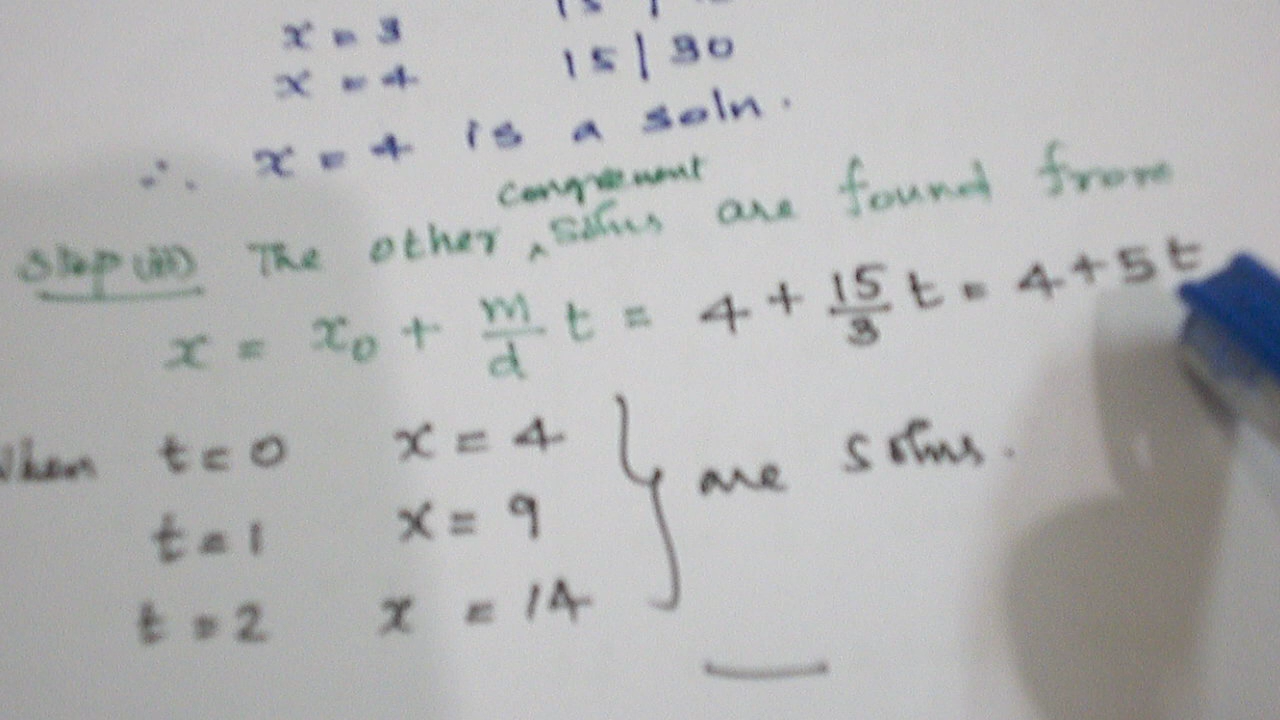 x = 3 15 |
x = 4 15 | 30
∴ x = 4 is a soln.
Step (iii) The other ^ congruent solns are found from
x = x₀ + m/d t = 4 + 15/3 t = 4 + 5t
When t = 0 x = 4
t = 1 x = 9 } are solns.
t = 2 x = 14